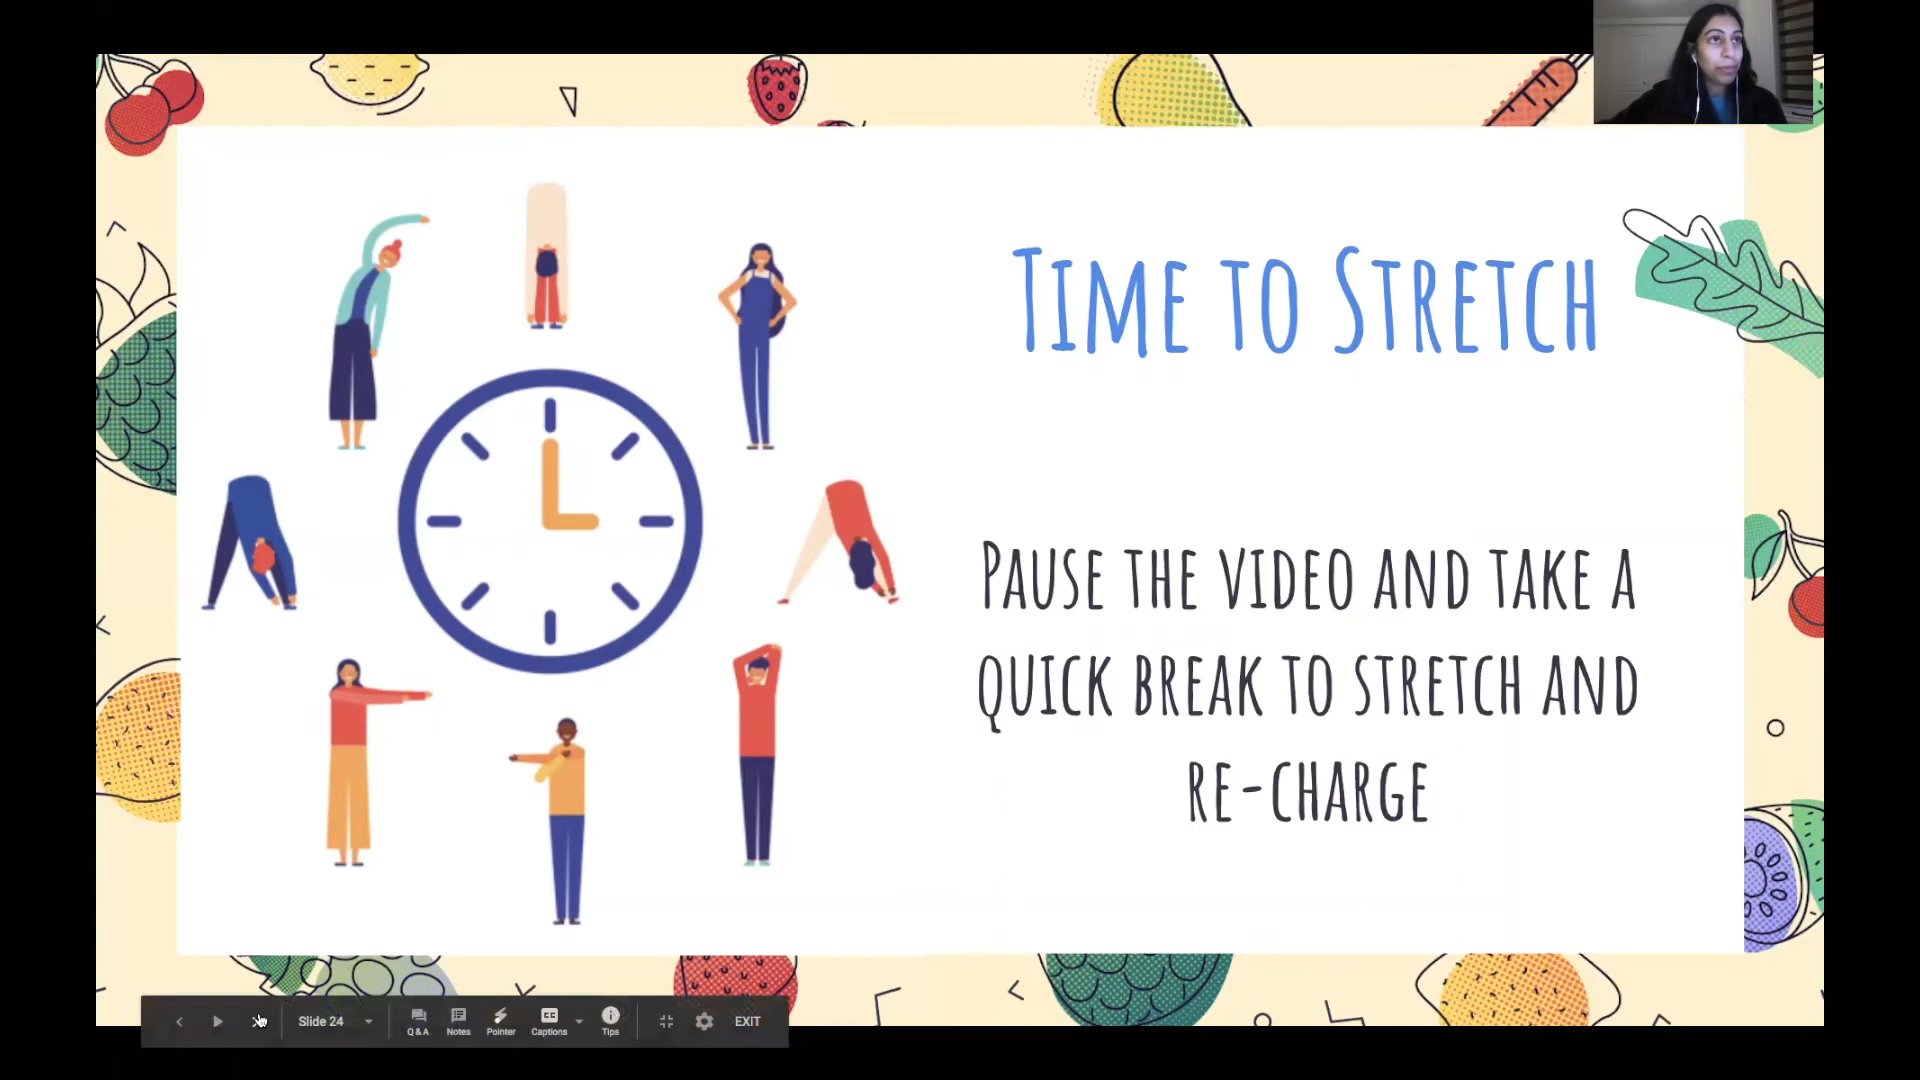 Time to Stretch
Pause the video and take a
quick break to stretch and
re-charge
Slide 24
Q & A
Notes
Pointer
Captions
Tips
EXIT